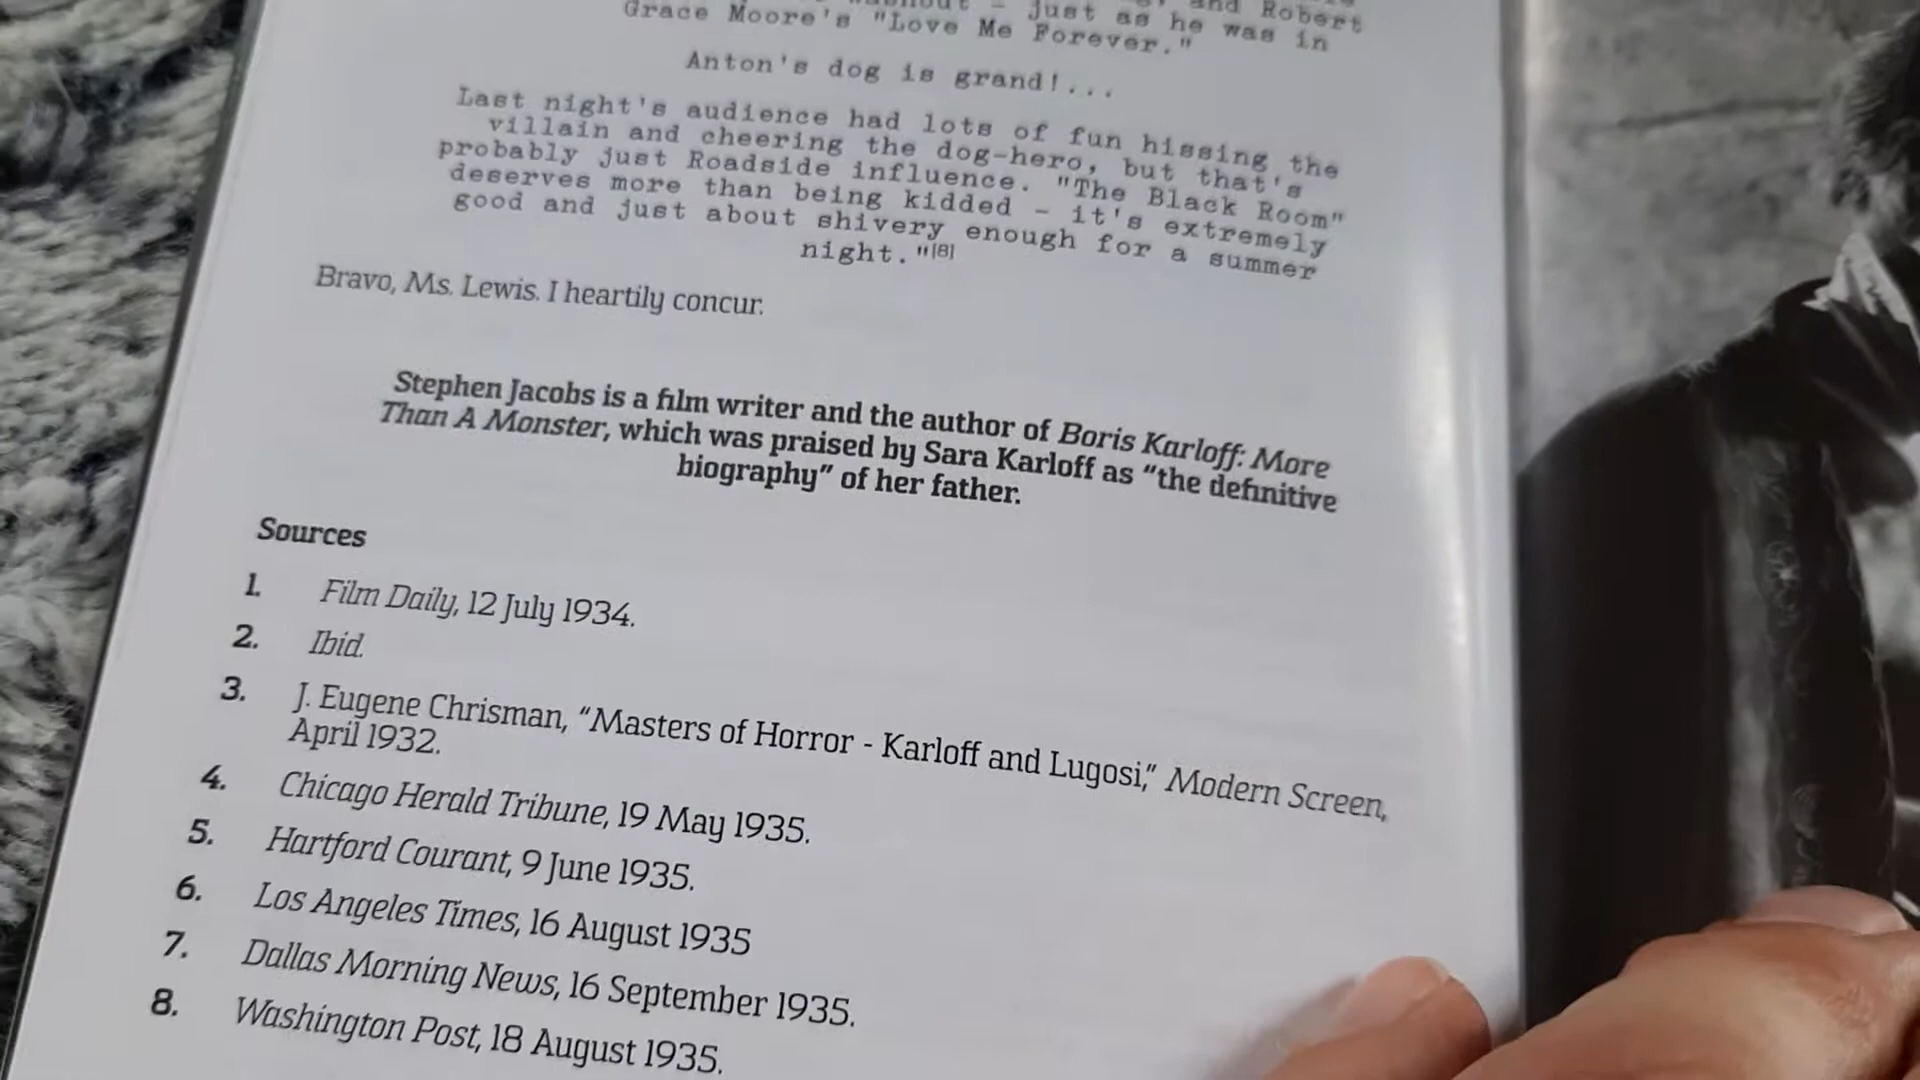 and Robert
just as he was in
Grace Moore's "Love Me Forever."
Anton's dog is grand!...
Last night's audience had lots of fun hissing the
villain and cheering the dog-hero, but that's
probably just Roadside influence. "The Black Room"
deserves more than being kidded – it's extremely
good and just about shivery enough for a summer
night."[8]
Bravo, Ms. Lewis. I heartily concur.
Stephen Jacobs is a film writer and the author of Boris Karloff: More
Than A Monster, which was praised by Sara Karloff as “the definitive
biography” of her father.
Sources
1. Film Daily, 12 July 1934.
2. Ibid.
3. J. Eugene Chrisman, “Masters of Horror - Karloff and Lugosi,” Modern Screen,
April 1932.
4. Chicago Herald Tribune, 19 May 1935.
5. Hartford Courant, 9 June 1935.
6. Los Angeles Times, 16 August 1935
7. Dallas Morning News, 16 September 1935.
8. Washington Post, 18 August 1935.